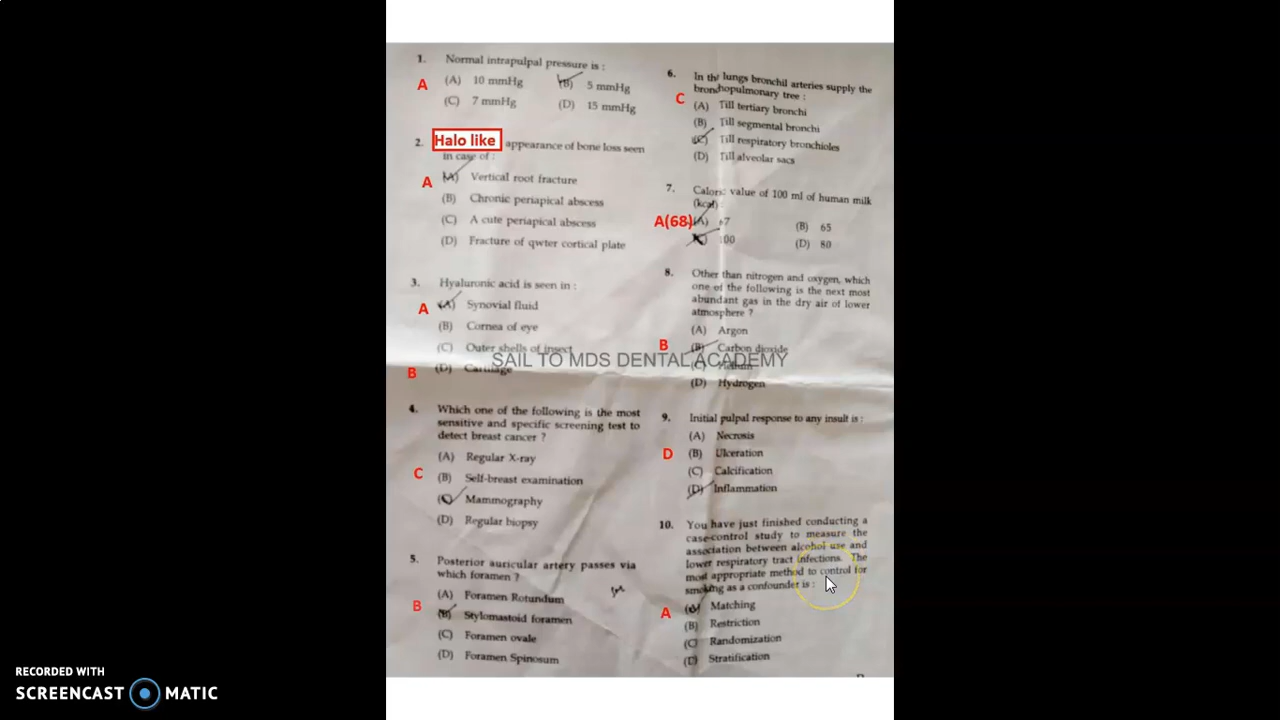 1. Normal intrapulpal pressure is :
A (A) 10 mmHg (B) 5 mmHg
(C) 7 mmHg (D) 15 mmHg
2. Halo like appearance of bone loss seen
in case of :
A (A) Vertical root fracture
(B) Chronic periapical abscess
(C) A cute periapical abscess
(D) Fracture of qwter cortical plate
3. Hyaluronic acid is seen in :
A (A) Synovial fluid
(B) Cornea of eye
(C) Outer shells of insect
B (D) Cartilage
4. Which one of the following is the most
sensitive and specific screening test to
detect breast cancer ?
(A) Regular X-ray
C (B) Self-breast examination
(C) Mammography
(D) Regular biopsy
5. Posterior auricular artery passes via
which foramen ?
(A) Foramen Rotundum
B (B) Stylomastoid foramen
(C) Foramen ovale
(D) Foramen Spinosum
6. In the lungs bronchil arteries supply the
bronchopulmonary tree :
C (A) Till tertiary bronchi
(B) Till segmental bronchi
(C) Till respiratory bronchioles
(D) Till alveolar sacs
7. value of 100 ml of human milk
(kcal) :
A(68) (A) 67 (B) 65
100 (D) 80
8. Other than nitrogen and oxygen, which
one of the following is the next most
abundant gas in the dry air of lower
atmosphere ?
(A) Argon
B (B) Carbon dioxide
(C)
(D) Hydrogen
SAIL TO MDS DENTAL ACADEMY
9. Initial pulpal response to any insult is :
(A) Necrosis
D (B) Ulceration
(C) Calcification
(D) Inflammation
10. You have just finished conducting a
case-control study to measure the
association between alcohol use and
lower respiratory tract infections. The
most appropriate method to control for
smoking as a confounder is :
A (A) Matching
(B) Restriction
(C) Randomization
(D) Stratification
RECORDED WITH
SCREENCAST MATIC